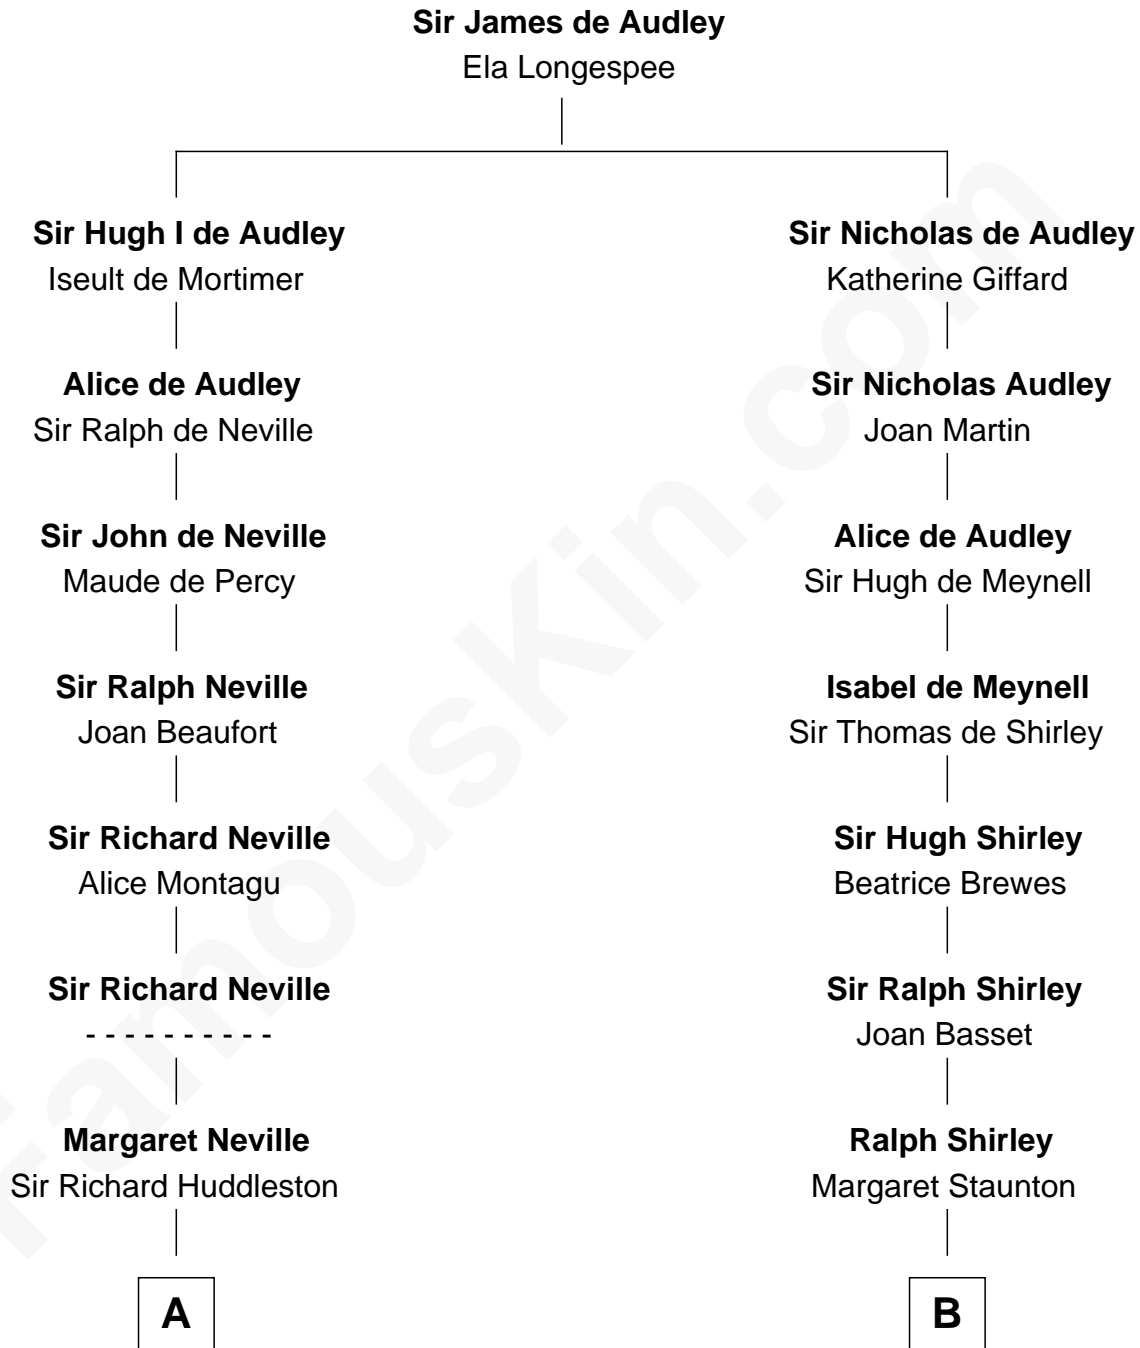 Sir James de Audley
Ela Longespee
Sir Hugh I de Audley
Iseult de Mortimer
Sir Nicholas de Audley
Katherine Giffard
Alice de Audley
Sir Ralph de Neville
Sir Nicholas Audley
Joan Martin
Sir John de Neville
Maude de Percy
Alice de Audley
Sir Hugh de Meynell
Sir Ralph Neville
Joan Beaufort
Isabel de Meynell
Sir Thomas de Shirley
Sir Richard Neville
Alice Montagu
Sir Hugh Shirley
Beatrice Brewes
Sir Richard Neville
- - - - - - - - - -
Sir Ralph Shirley
Joan Basset
Margaret Neville
Sir Richard Huddleston
Ralph Shirley
Margaret Staunton
A
B
FamousKin.com